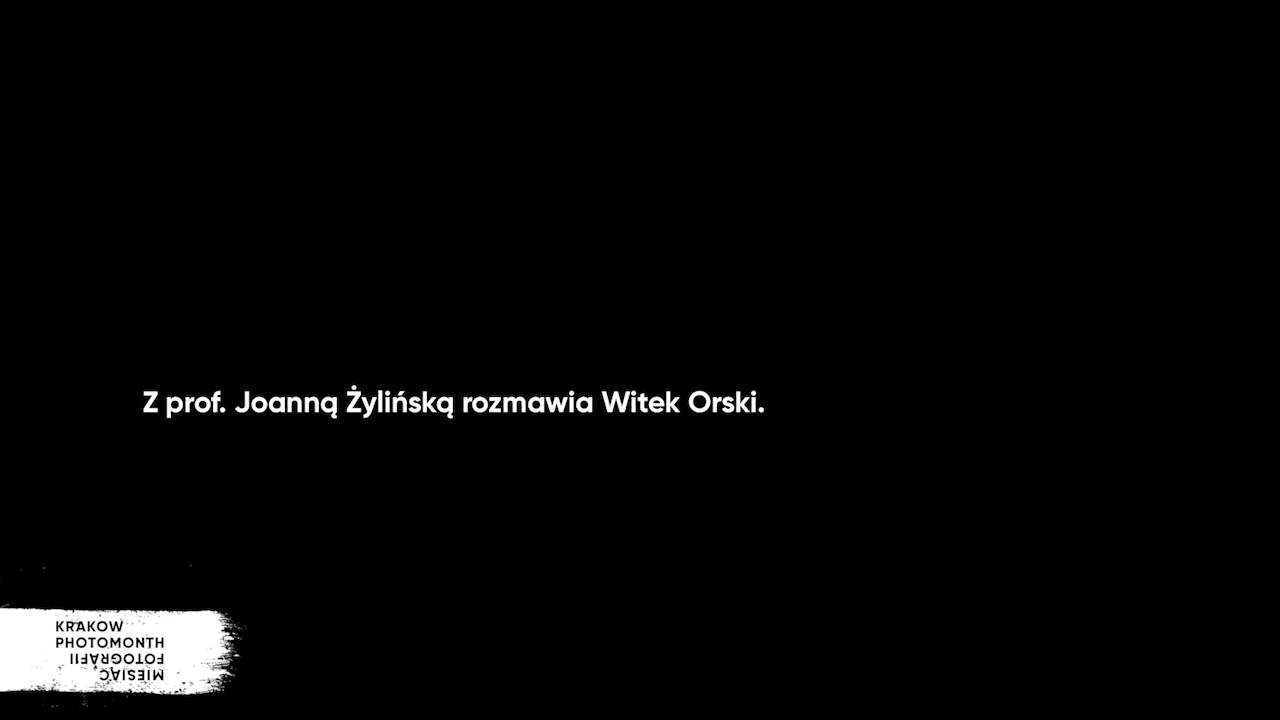 Z prof. Joanną Żylińską rozmawia Witek Orski.
KRAKOW
PHOTOMONTH
FOTOGRAFII
MIESIĄC